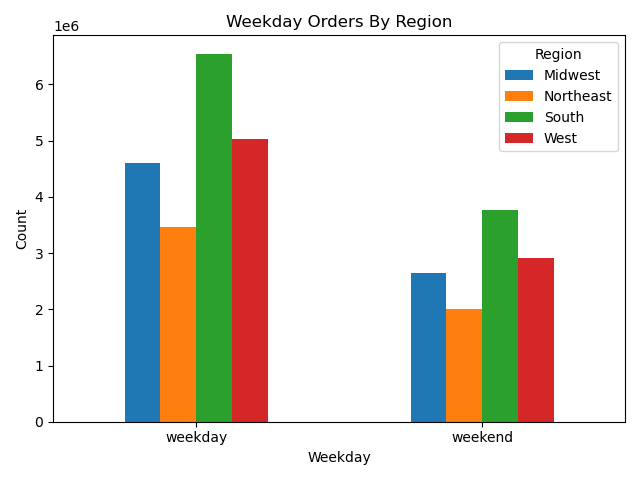 Weekday Orders By Region
1e6
6
5
4
3
2
1
0
Count
Region
Midwest
Northeast
South
West
weekday
weekend
Weekday